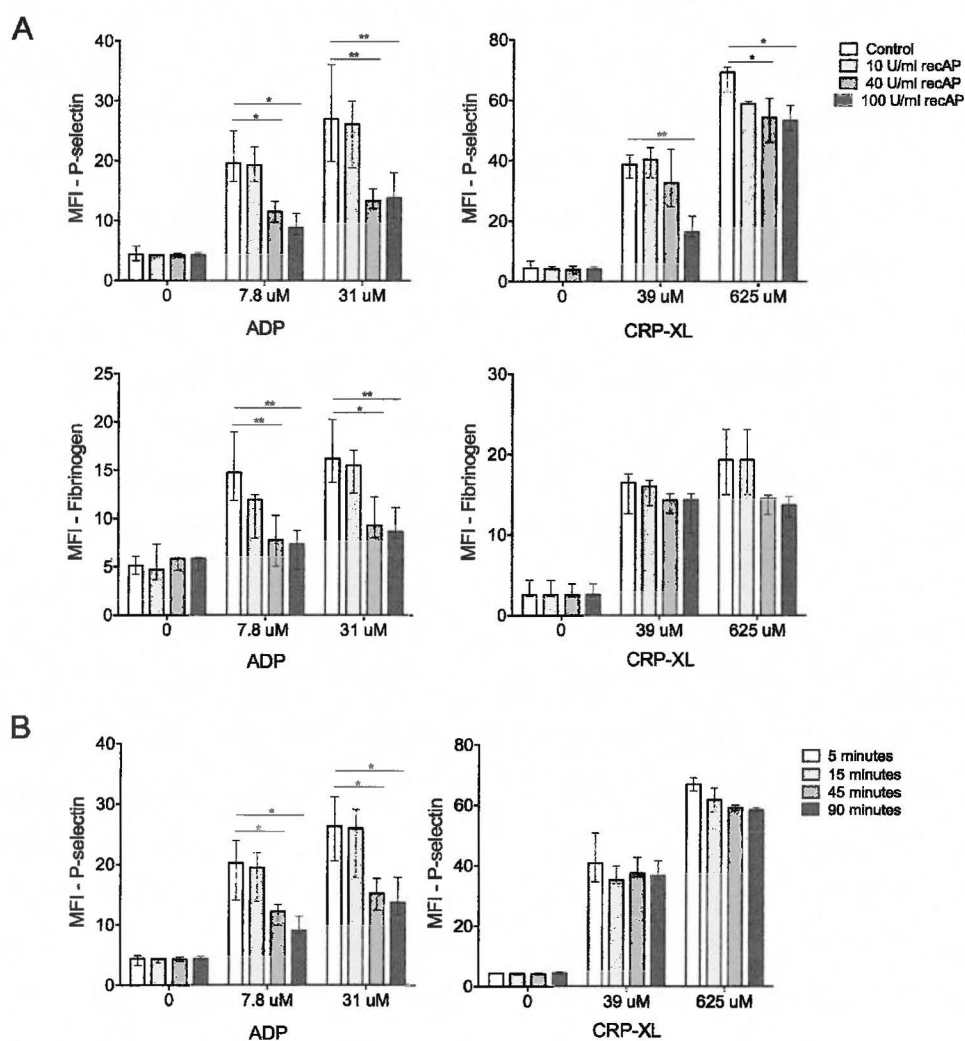 A
MFI - P-selectin
40
30
20
10
0
**
**
*
*
0
7.8 uM
31 uM
ADP
MFI - P-selectin
80
60
40
20
0
*
*
**
0
39 uM
625 uM
CRP-XL
Control
10 U/ml recAP
40 U/ml recAP
100 U/ml recAP
MFI - Fibrinogen
25
20
15
10
5
0
**
**
**
*
0
7.8 uM
31 uM
ADP
MFI - Fibrinogen
30
20
10
0
0
39 uM
625 uM
CRP-XL
B
MFI - P-selectin
40
30
20
10
0
*
*
*
*
0
7.8 uM
31 uM
ADP
MFI - P-selectin
80
60
40
20
0
0
39 uM
625 uM
CRP-XL
5 minutes
15 minutes
45 minutes
90 minutes